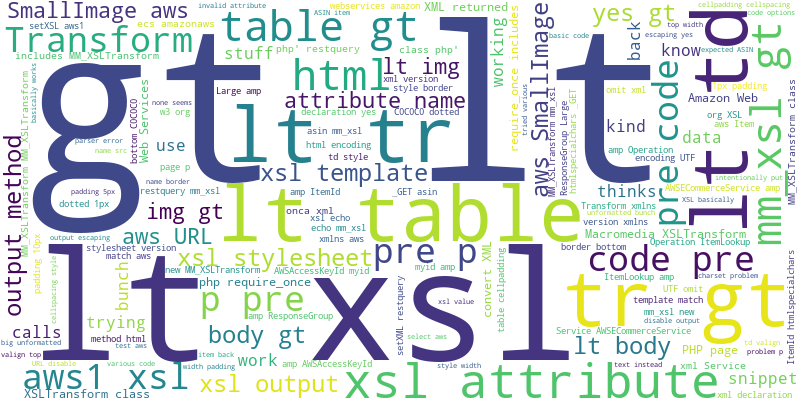 SmallImage aws
ecs amazonaws
invalid attribute
setXSL aws1
ASIN item
Transform
includes MM_XSLTransform
table gt
stuff
php' restquery
webservices amazon
XML returned
class php'
working
require_once includes
basic code
SmallImage
yes gt
cellpadding cellspacing
code options
top width
escaping yes
back
know
expected ASIN
1px padding
omit xml
Amazon Web
org XSL
html
lt img
xml version
style border
attribute name
Large amp
declaration yes
COCOCO dotted
asin mm_xsl
html encoding
td style
basically works
none seems
w3 org
parser error
name src
Web Services
bottom COCOCO
use
page p
gt
lt
lt tr
lt td
aws SmallImage
tried various
htmlspecialchars _GET
ResponseGroup Large
Transform mm_xsl
kind
pre code
data
aws Item
encoding UTF
amp Operation
mm_xsl gt
MM_XSLTransform class
output method
MM_XSLTransform MM_XSLTransform
padding 5px
dotted 1px
name border
restquery mm_xsl
xsl template
amp ItemId
_GET asin
img gt
onca xml
lt table
thinks
Transform xmlns
version xmlns
AWSECommerceService amp
XSL basically
intentionally put
unformatted bunch
Macromedia XSLTransform
Operation ItemLookup
border bottom
output escaping
padding 10px
cellspacing style
aws URL
stylesheet version
match aws
xsl echo
echo mm_xsl
xmlns aws
xsl stylesheet
pre p
code pre
ItemId htmlspecialchars
new MM_XSLTransform
AWSAccessKeyId myid
myid amp
convert XML
table cellpadding
ItemLookup amp
charset problem
UTF omit
template match
mm_xsl new
disable output
bunch
trying
calls
method html
test aws
p pre
php require_once
amp ResponseGroup
setXML restquery
xsl value
lt
xsl
tr gt
big unformatted
valign top
URL disable
various code
body gt
work
item back
width padding
amp AWSAccessKeyId
select aws
style width
lt body
Service AWSECommerceService
text instead
PHP page
td valign
problem p
xml Service
aws1 xsl
XSLTransform class
xsl output
xsl attribute
snippet
xml declaration